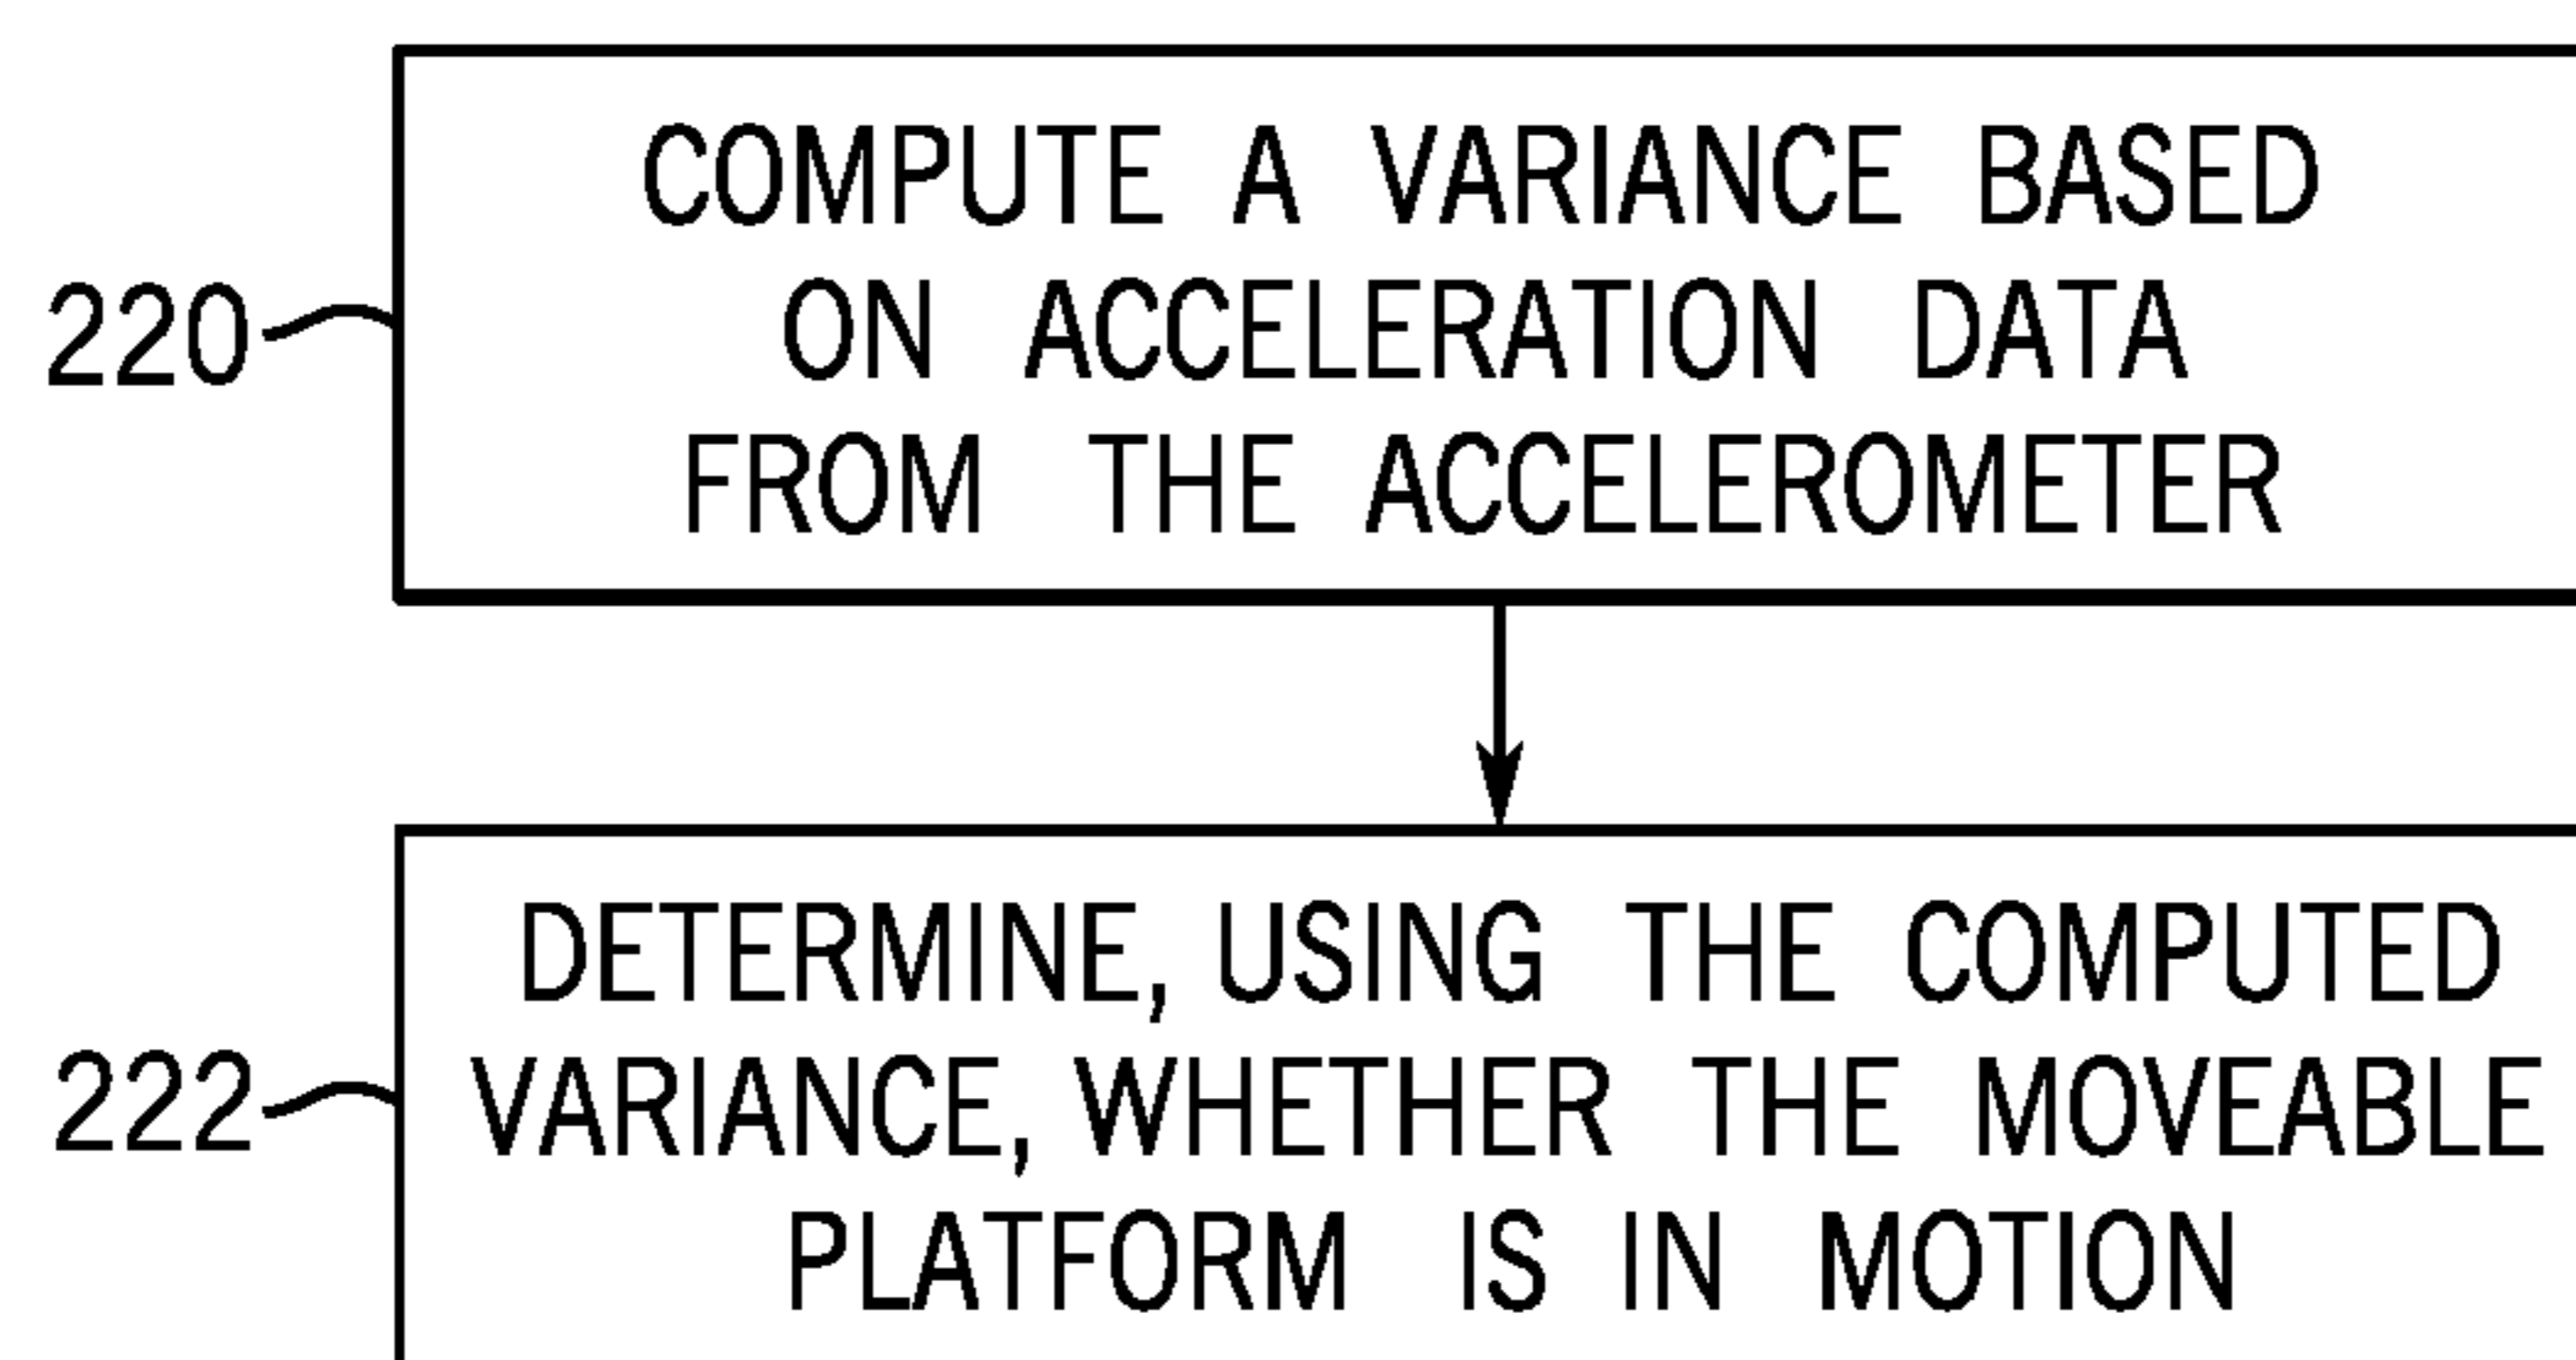 COMPUTE A VARIANCE BASED
ON ACCELERATION DATA
FROM THE ACCELEROMETER
220
DETERMINE, USING THE COMPUTED
VARIANCE, WHETHER THE MOVEABLE
PLATFORM IS IN MOTION
222